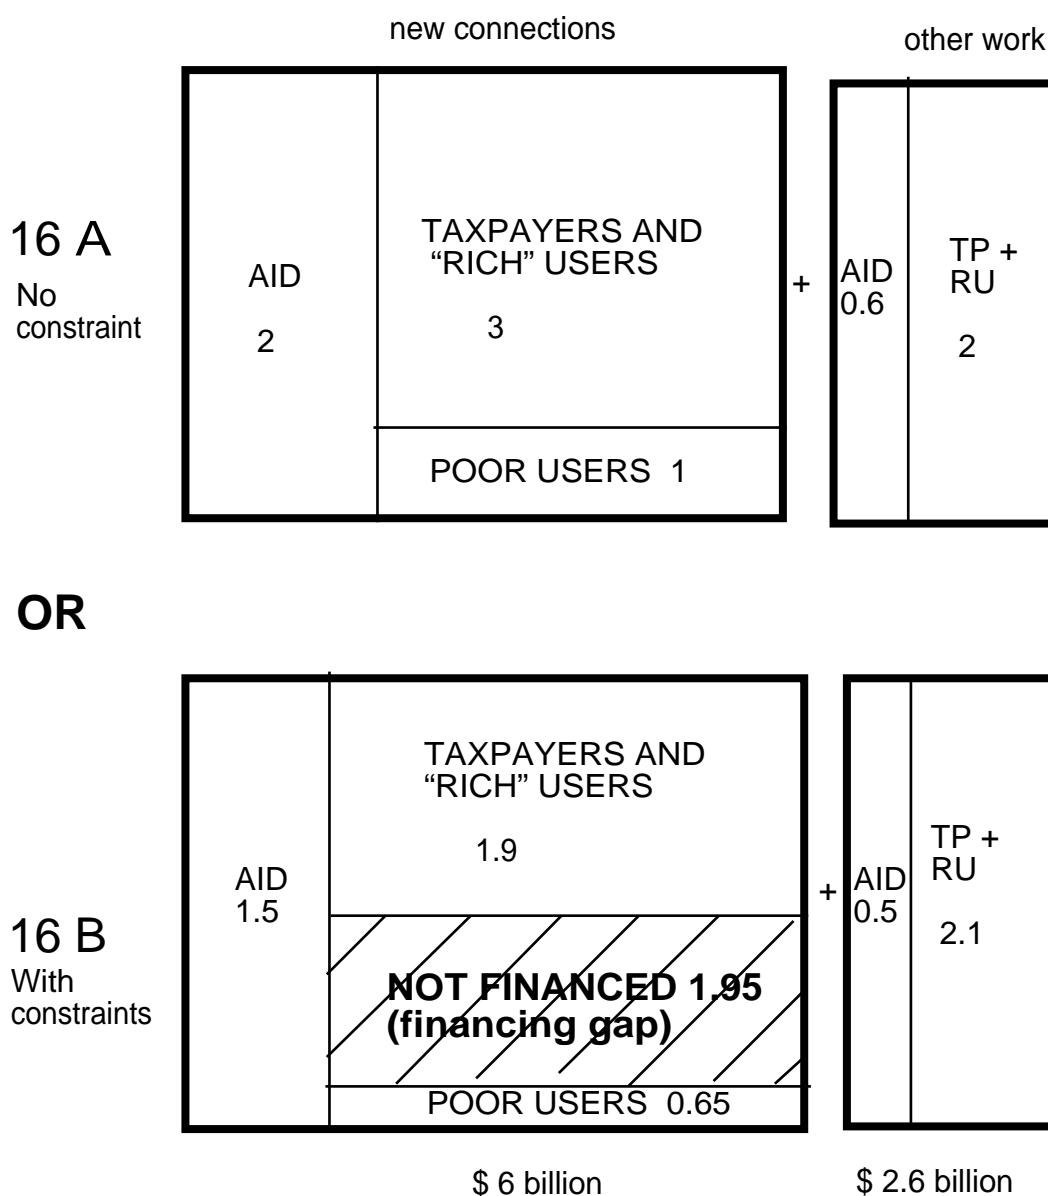 new connections
other work
16 A
No
constraint
AID
2
TAXPAYERS AND
“RICH” USERS
3
POOR USERS 1
+
AID
0.6
TP +
RU
2
OR
16 B
With
constraints
AID
1.5
TAXPAYERS AND
“RICH” USERS
1.9
NOT FINANCED 1.95
(financing gap)
POOR USERS 0.65
+
AID
0.5
TP +
RU
2.1
$ 6 billion
$ 2.6 billion